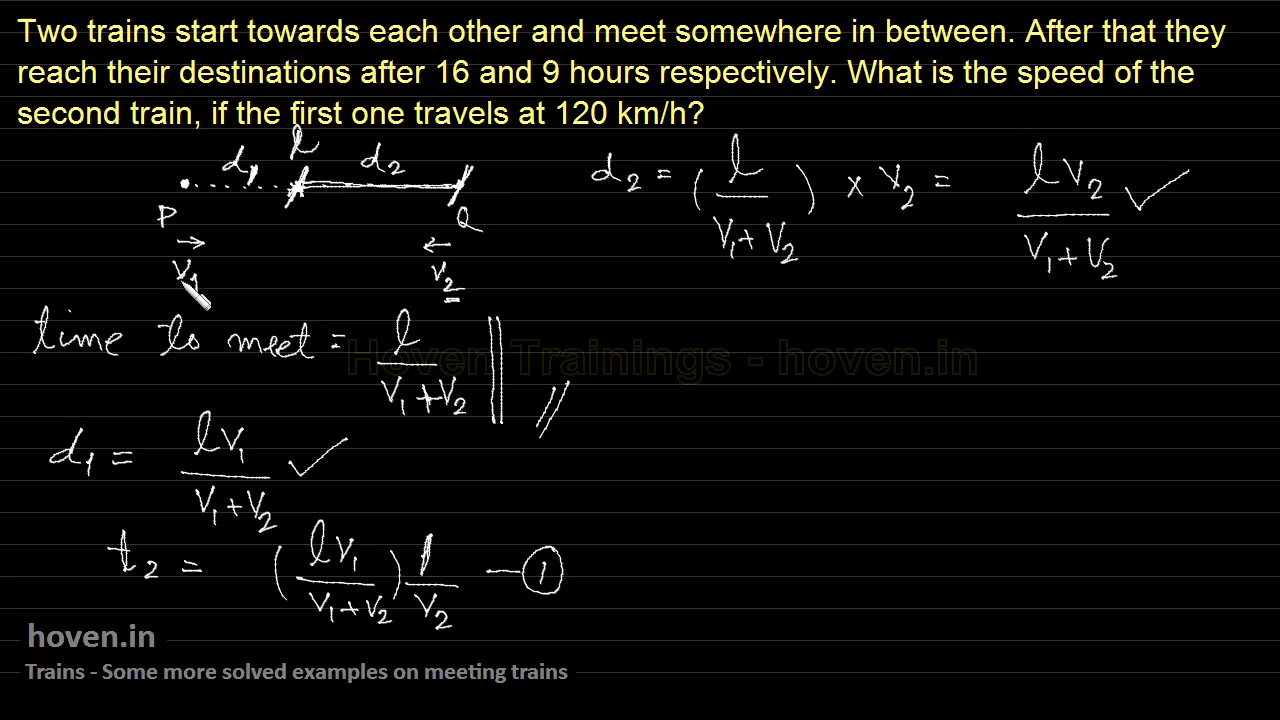 Two trains start towards each other and meet somewhere in between. After that they
reach their destinations after 16 and 9 hours respectively. What is the speed of the
second train, if the first one travels at 120 km/h?
l
d₁ d₂
P Q
→ ←
V₁ V₂
d₂ = (l / V₁ + V₂) × V₂ = l V₂ / V₁ + V₂ ✓
time to meet = l / V₁ + V₂
Hoven Trainings - hoven.in
d₁ = l V₁ / V₁ + V₂ ✓
t₂ = (l V₁ / V₁ + V₂) 1 / V₂ — ①
hoven.in
Trains - Some more solved examples on meeting trains